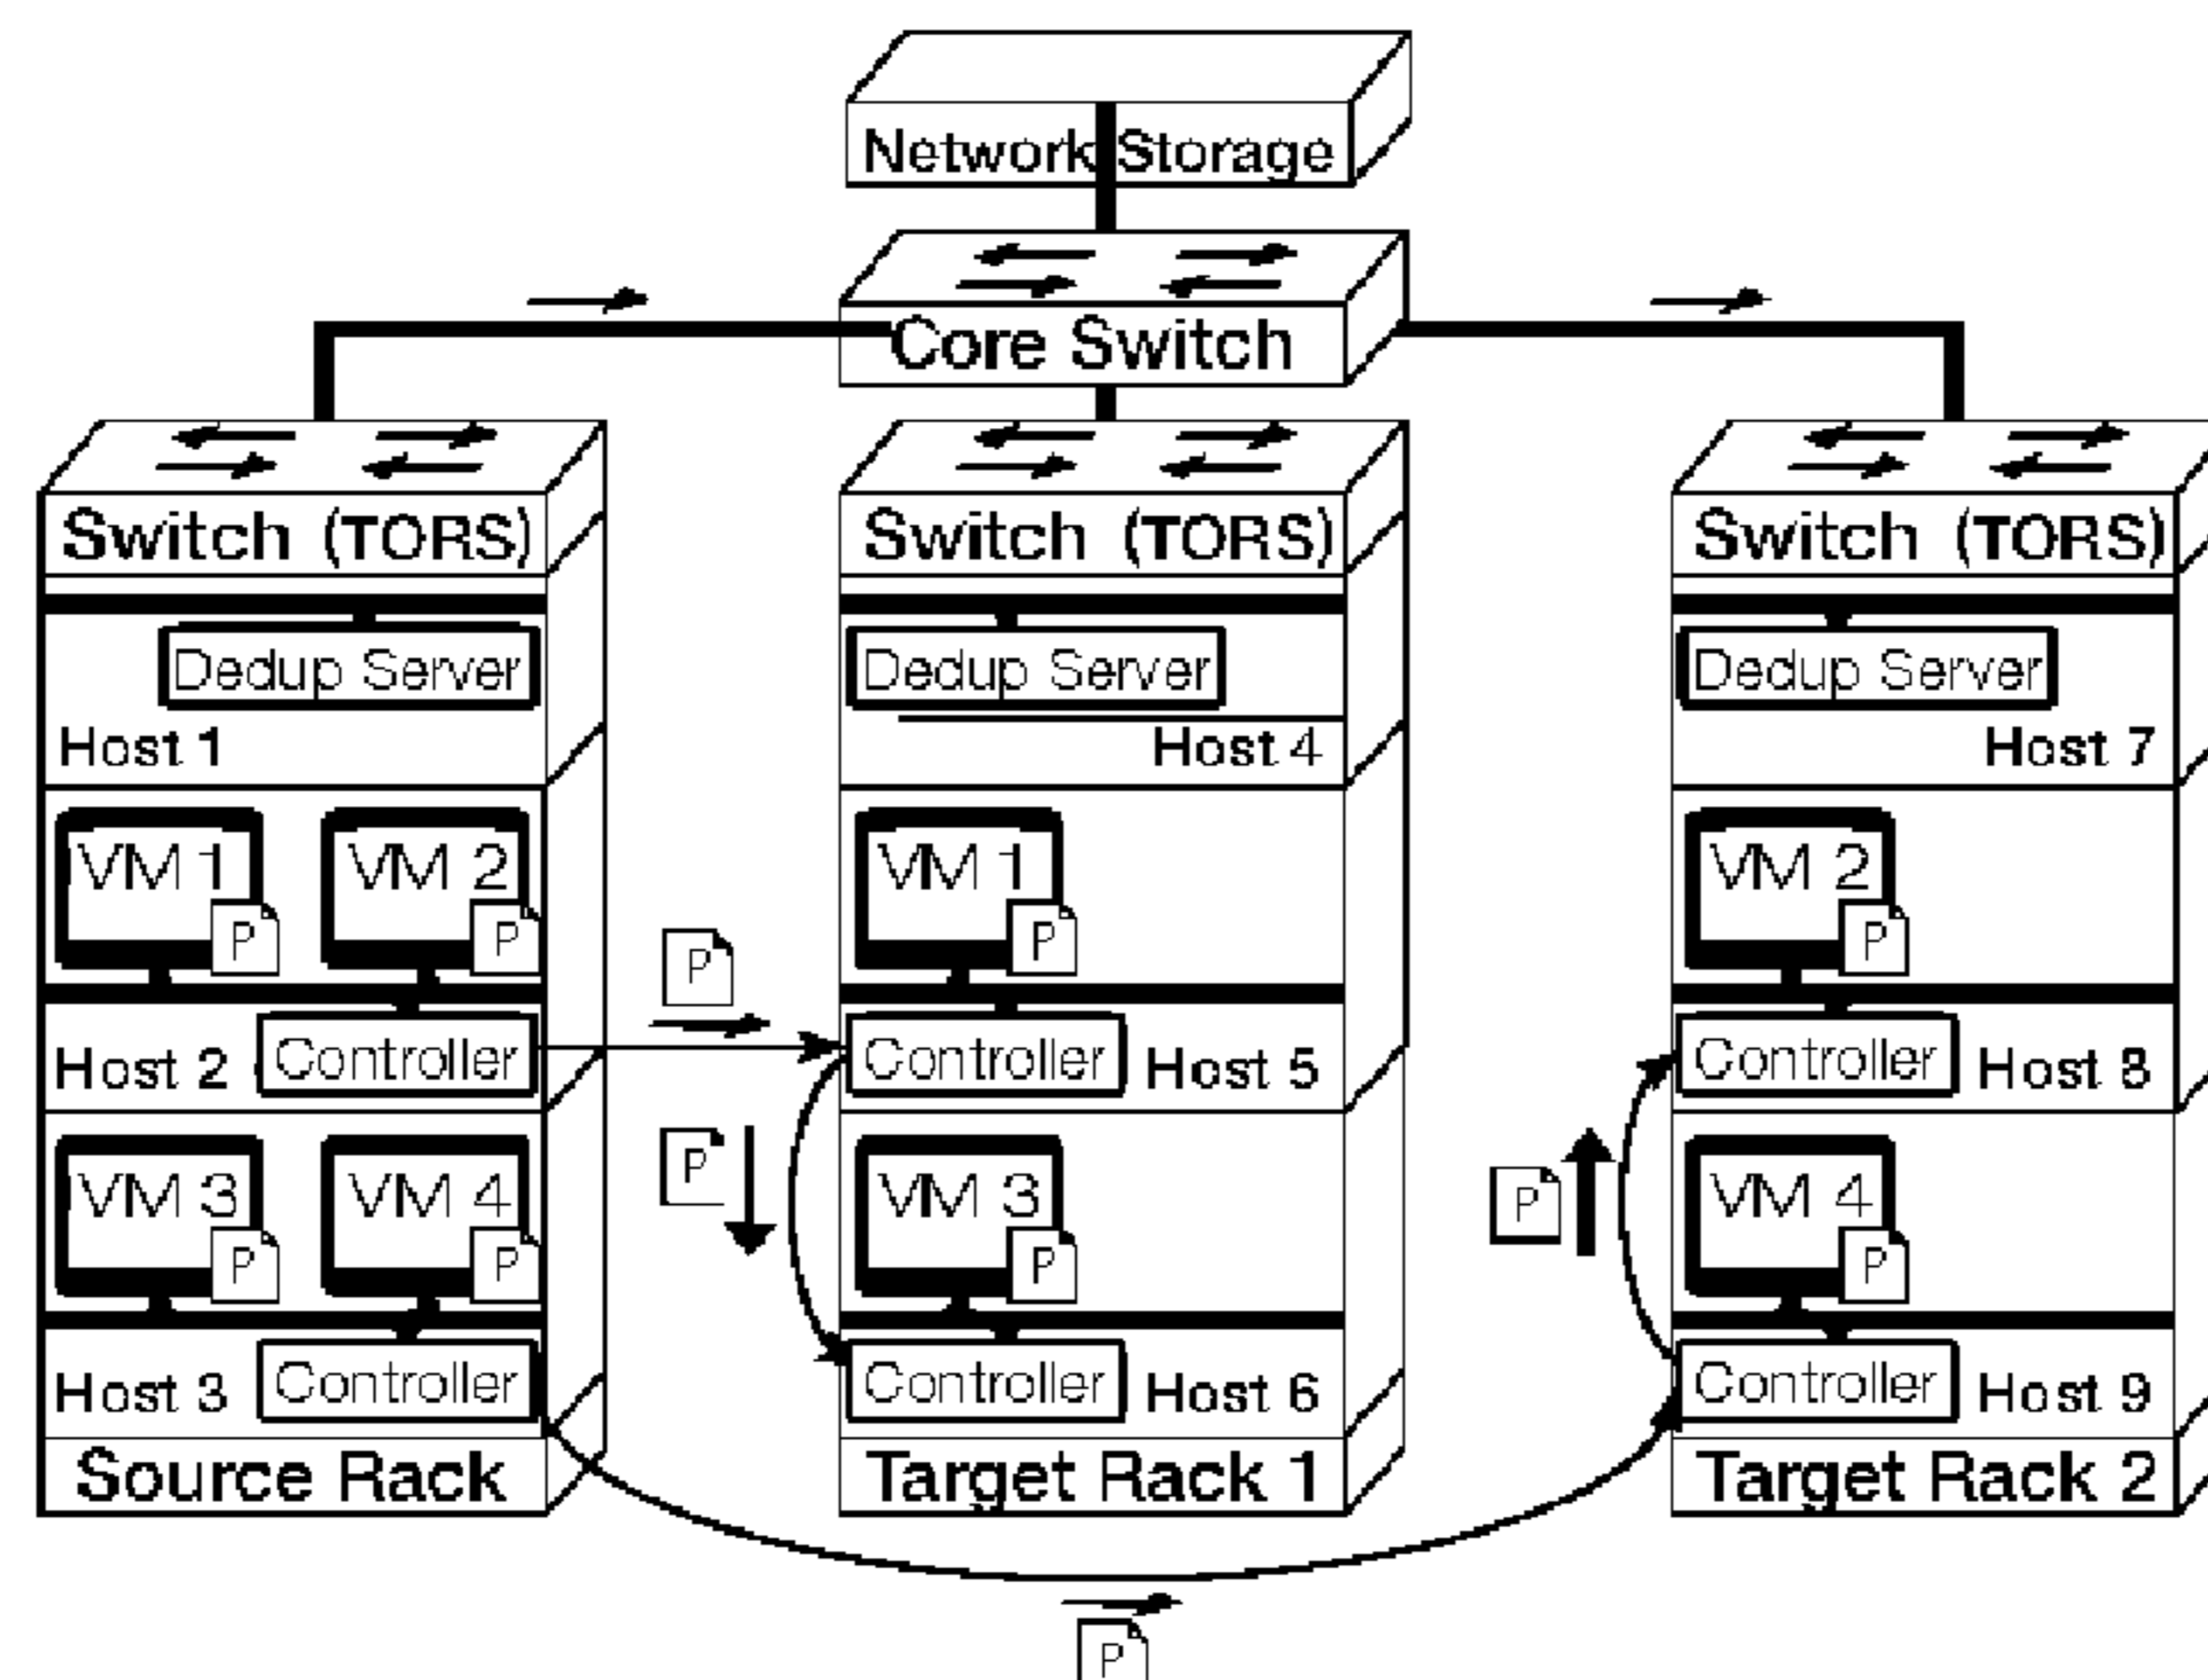 Network Storage
Core Switch
Switch (TORS)
Dedup Server
Host 1
VM 1
P
VM 2
P
Host 2
Controller
VM 3
P
VM 4
P
Host 3
Controller
Source Rack
P
P
Switch (TORS)
Dedup Server
Host 4
VM 1
P
Controller
Host 5
VM 3
P
Controller
Host 6
Target Rack 1
P
Switch (TORS)
Dedup Server
Host 7
VM 2
P
Controller
Host 8
VM 4
P
Controller
Host 9
Target Rack 2
P